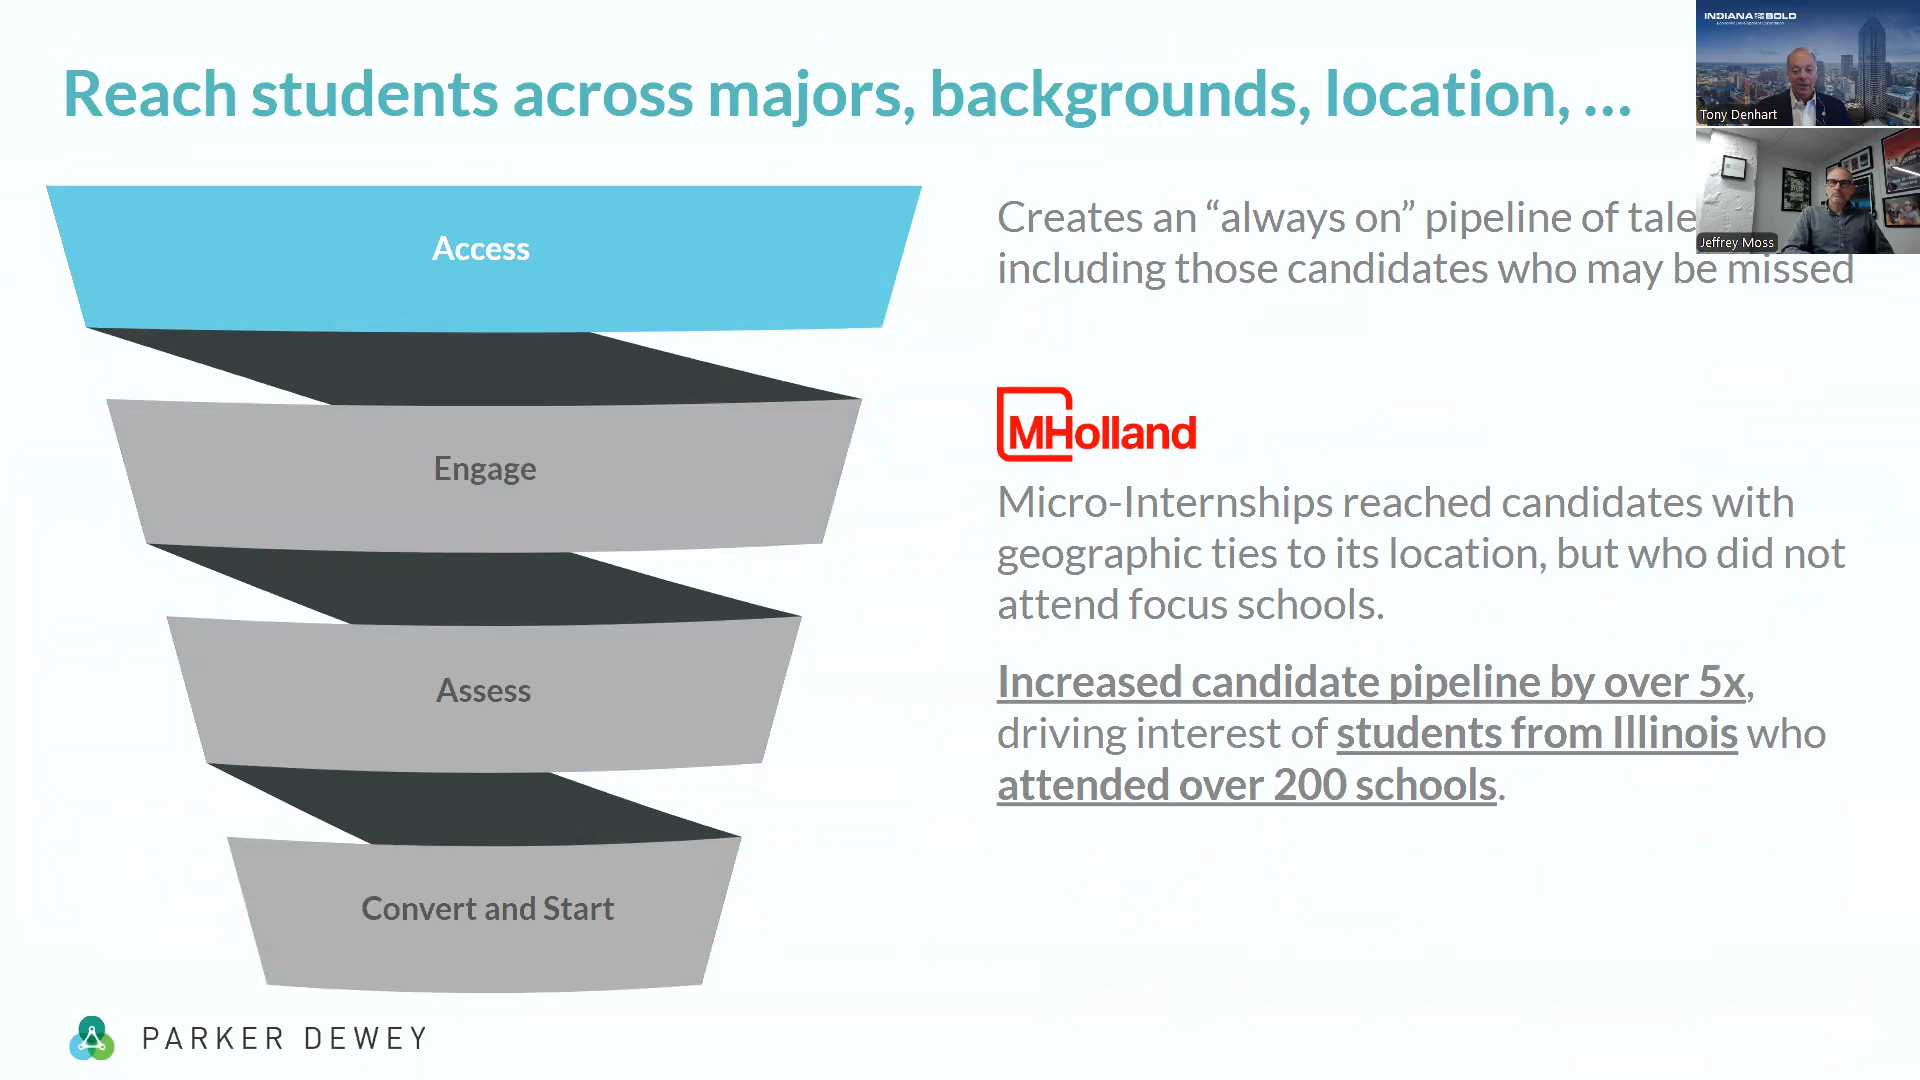 Reach students across majors, backgrounds, location, ...
INDIANA BOLD
Economic Development Corporation
Tony Denhart
Jeffrey Moss
Access
Engage
Assess
Convert and Start
Creates an “always on” pipeline of tale
including those candidates who may be missed
MHolland
Micro-Internships reached candidates with
geographic ties to its location, but who did not
attend focus schools.
Increased candidate pipeline by over 5x,
driving interest of students from Illinois who
attended over 200 schools.
PARKER DEWEY